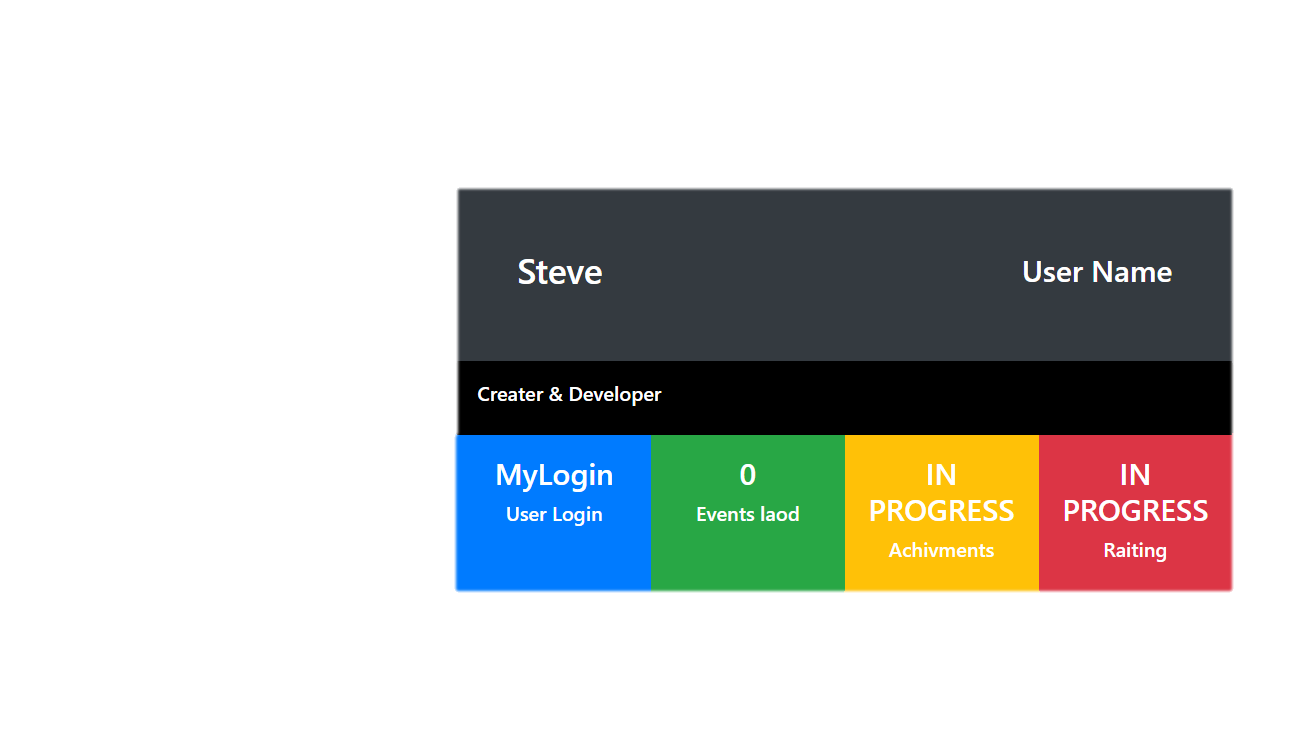 Steve
User Name
Creater & Developer
MyLogin
User Login
0
Events laod
IN
PROGRESS
Achivments
IN
PROGRESS
Raiting